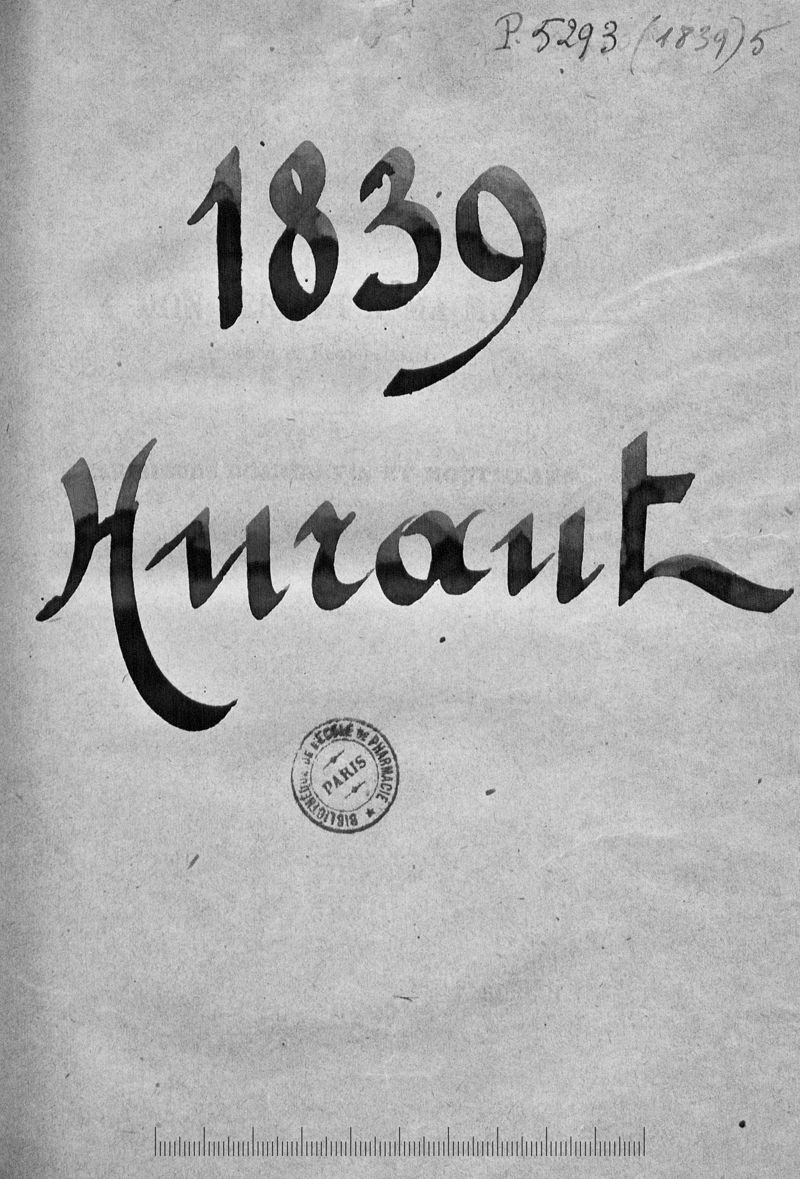 P. 5293 (1839) 5
1839
Huraut
BIBLIOTHÈQUE DE L'ÉCOLE DE PHARMACIE
PARIS